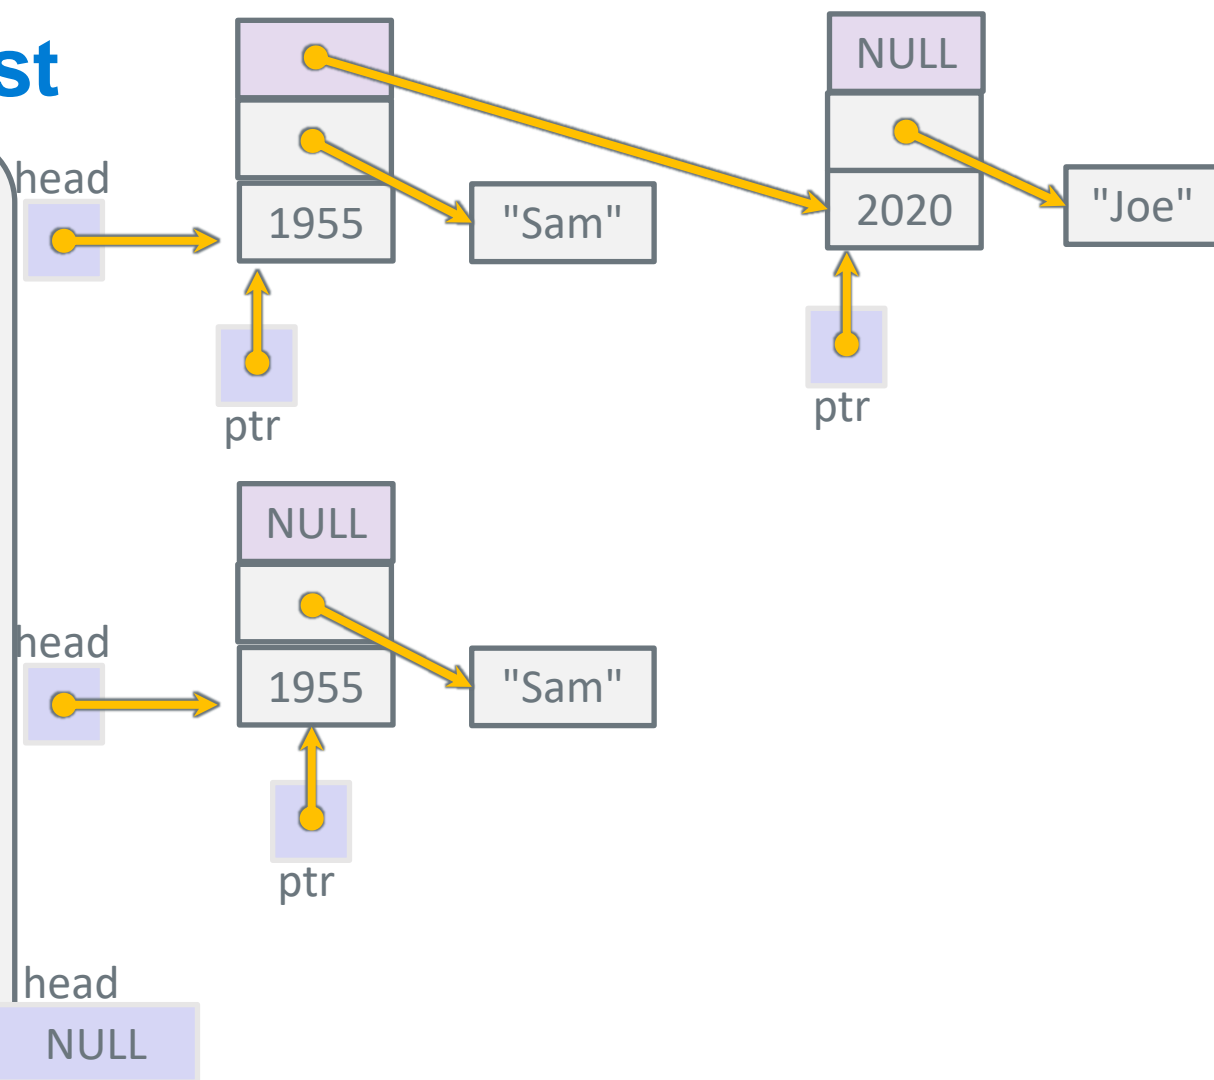 st
NULL
head
1955
"Sam"
2020
"Joe"
ptr
ptr
NULL
head
1955
"Sam"
ptr
head
NULL